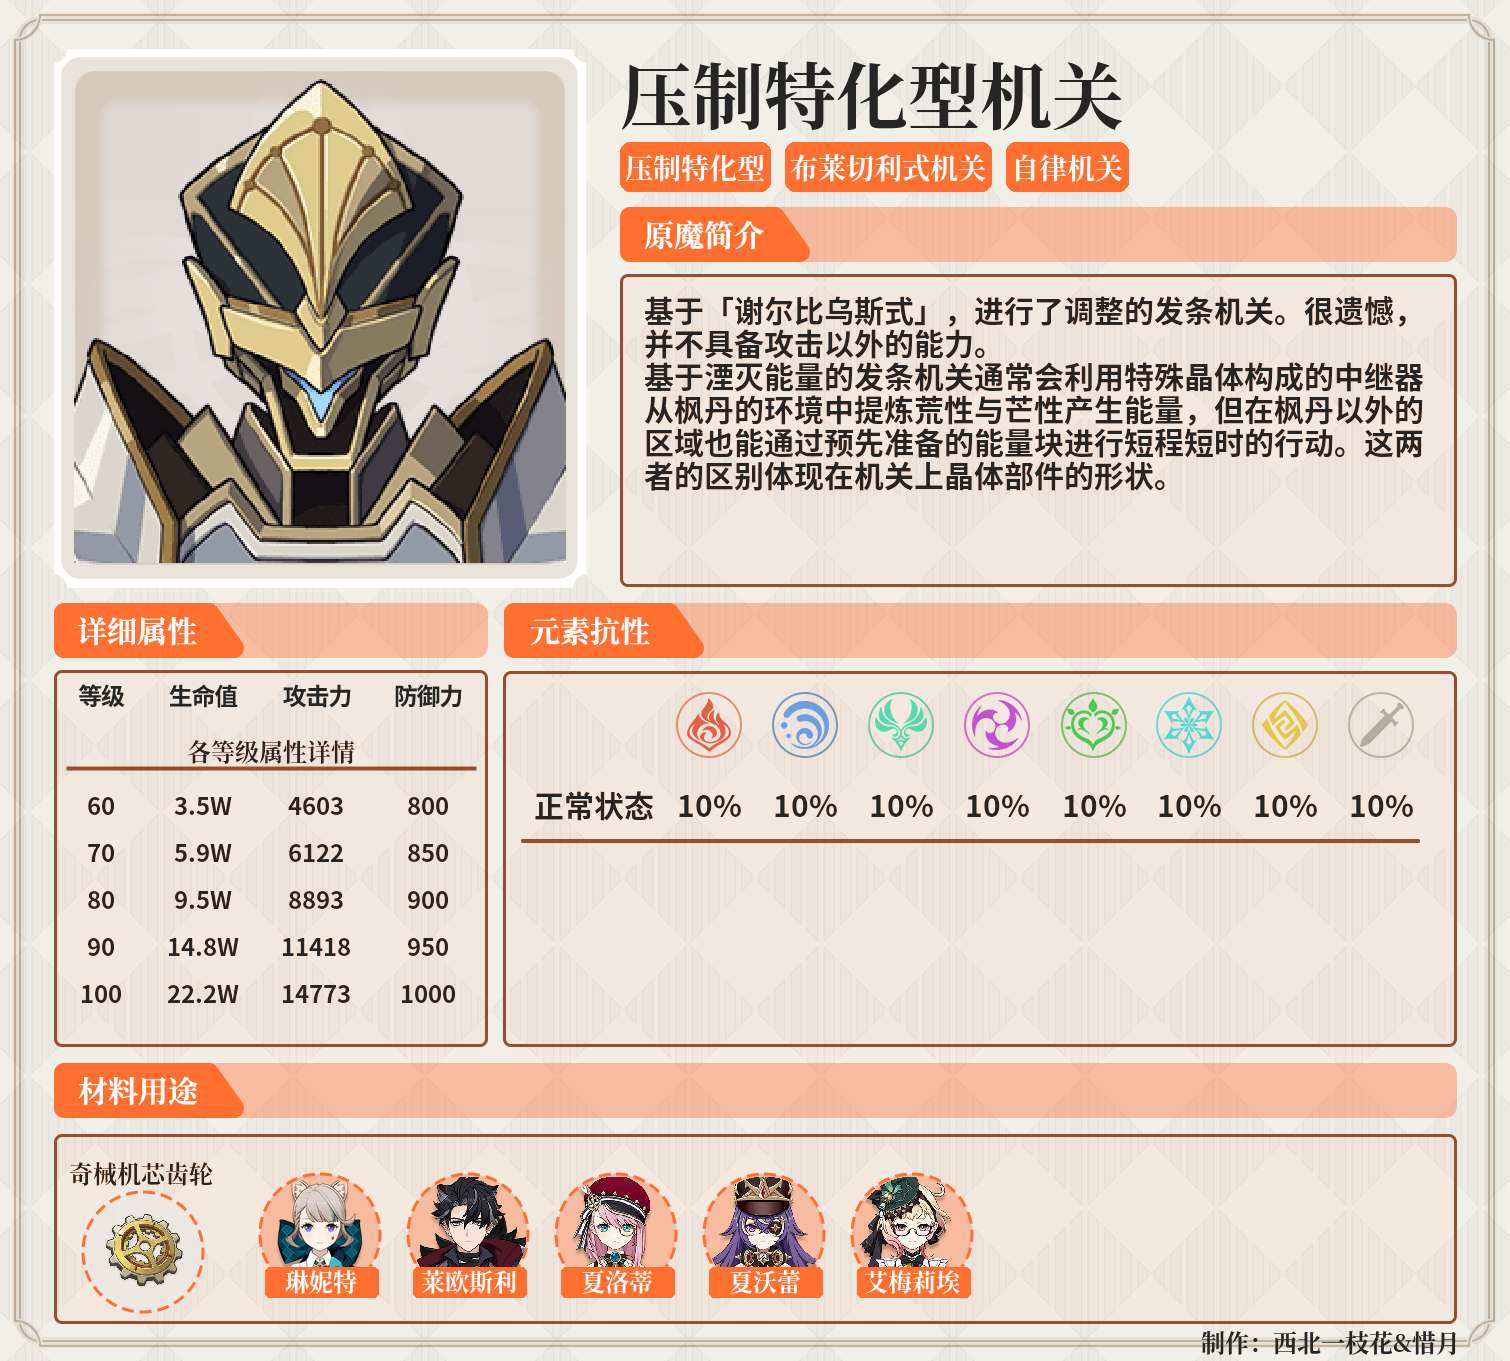 压制特化型机关
压制特化型 布莱切利式机关 自律机关
原魔简介
基于「谢尔比乌斯式」，进行了调整的发条机关。很遗憾，
并不具备攻击以外的能力。
基于湮灭能量的发条机关通常会利用特殊晶体构成的中继器
从枫丹的环境中提炼荒性与芒性产生能量，但在枫丹以外的
区域也能通过预先准备的能量块进行短程短时的行动。这两
者的区别体现在机关上晶体部件的形状。
详细属性
等级 生命值 攻击力 防御力
各等级属性详情
60 3.5W 4603 800
70 5.9W 6122 850
80 9.5W 8893 900
90 14.8W 11418 950
100 22.2W 14773 1000
元素抗性
正常状态 10% 10% 10% 10% 10% 10% 10% 10%
材料用途
奇械机芯齿轮
琳妮特 莱欧斯利 夏洛蒂 夏沃蕾 艾梅莉埃
制作：西北一枝花&惜月